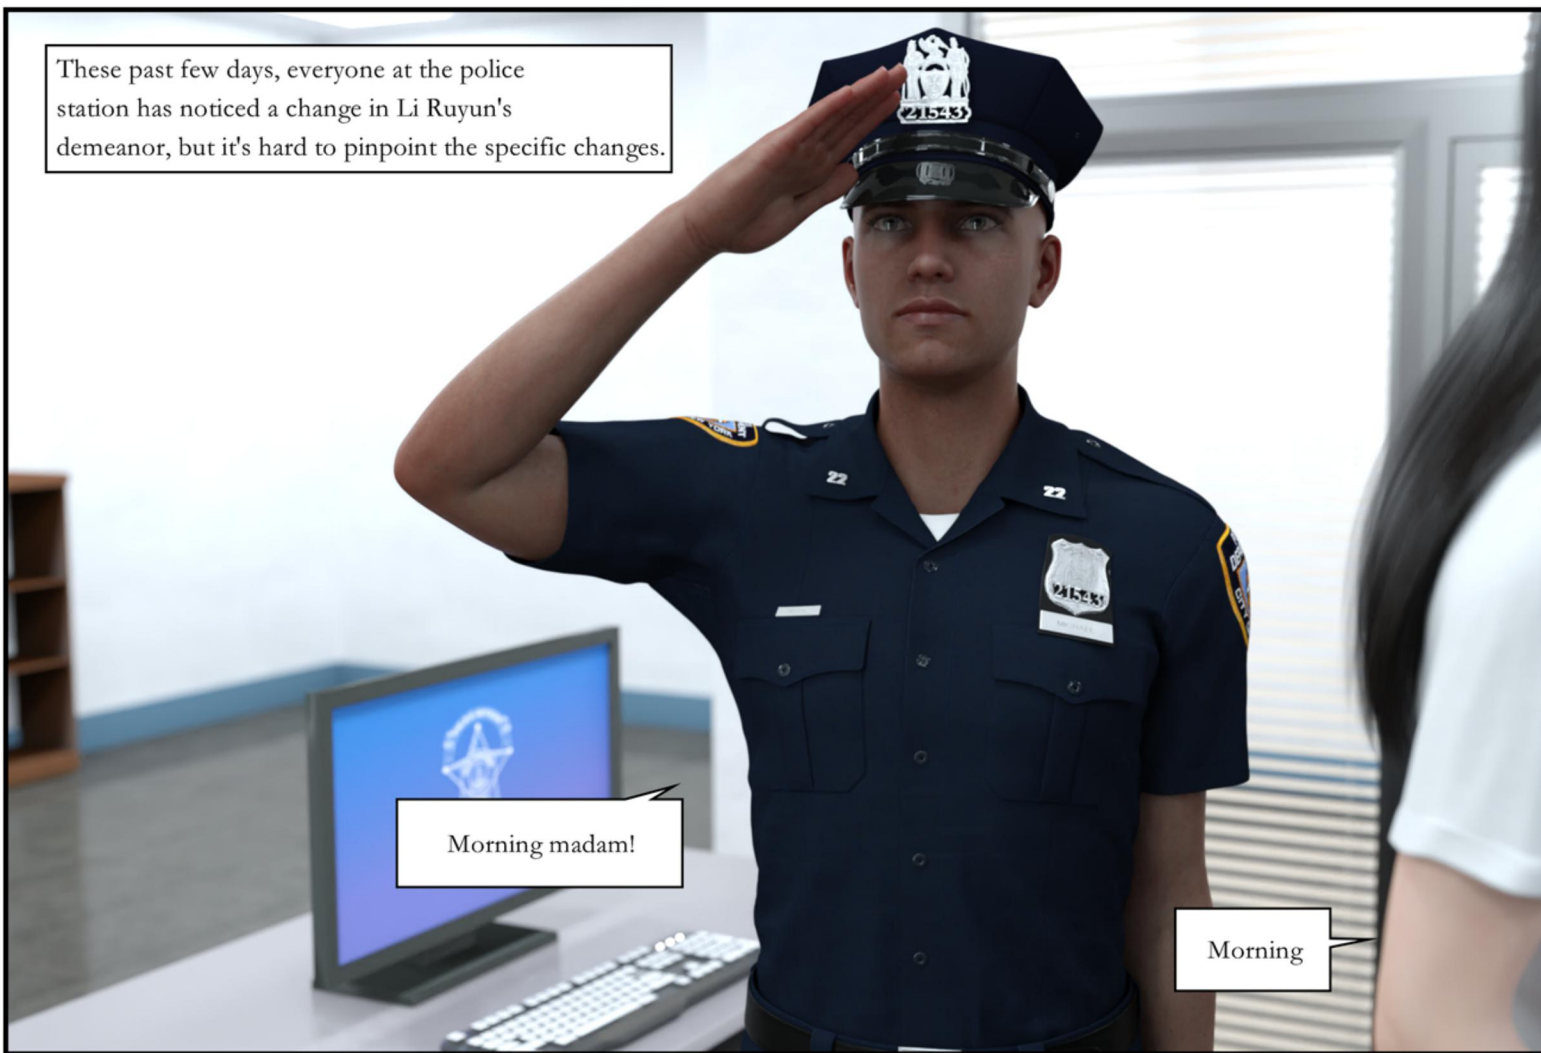 These past few days, everyone at the police
station has noticed a change in Li Ruyun's
demeanor, but it's hard to pinpoint the specific changes.
21543
22
22
21543
MICHAEL
Morning madam!
Morning